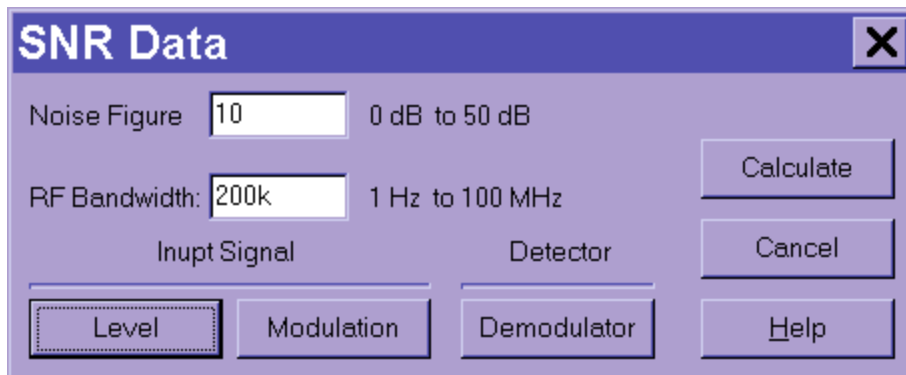 SNR Data
Noise Figure 10 0 dB to 50 dB
RF Bandwidth: 200k 1 Hz to 100 MHz
Calculate
Inupt Signal Detector
Cancel
Level Modulation Demodulator Help